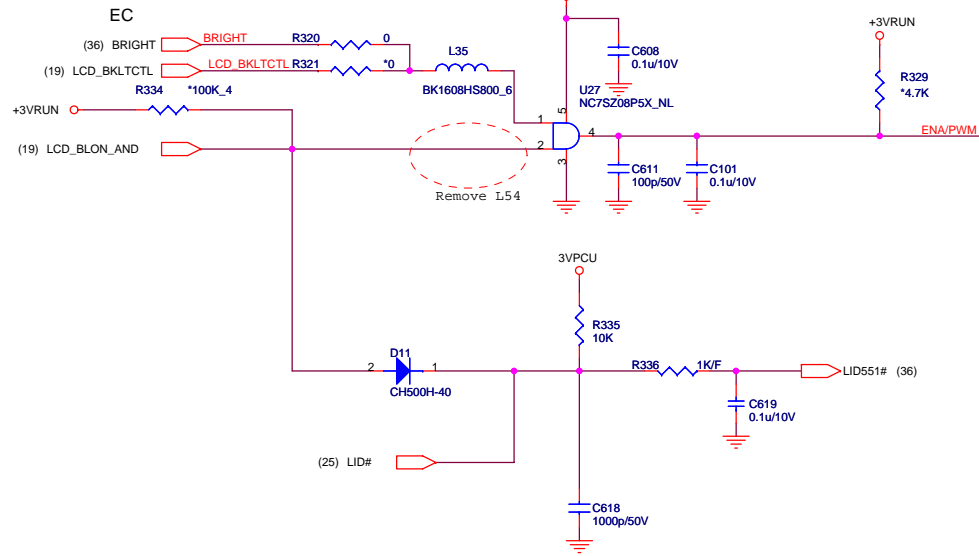 EC
+3VRUN
(36) BRIGHT
BRIGHT
R320
0
(19) LCD_BKLTCTL
LCD_BKLTCTL
R321
*0
L35
BK1608HS800_6
C608
0.1u/10V
R334
*100K_4
+3VRUN
U27
NC7SZ08P5X_NL
R329
*4.7K
5
1
4
2
3
ENA/PWM
(19) LCD_BLON_AND
Remove L54
C611
100p/50V
C101
0.1u/10V
3VPCU
R335
10K
D11
2
1
CH500H-40
R336
1K/F
LID551# (36)
C619
0.1u/10V
(25) LID#
C618
1000p/50V